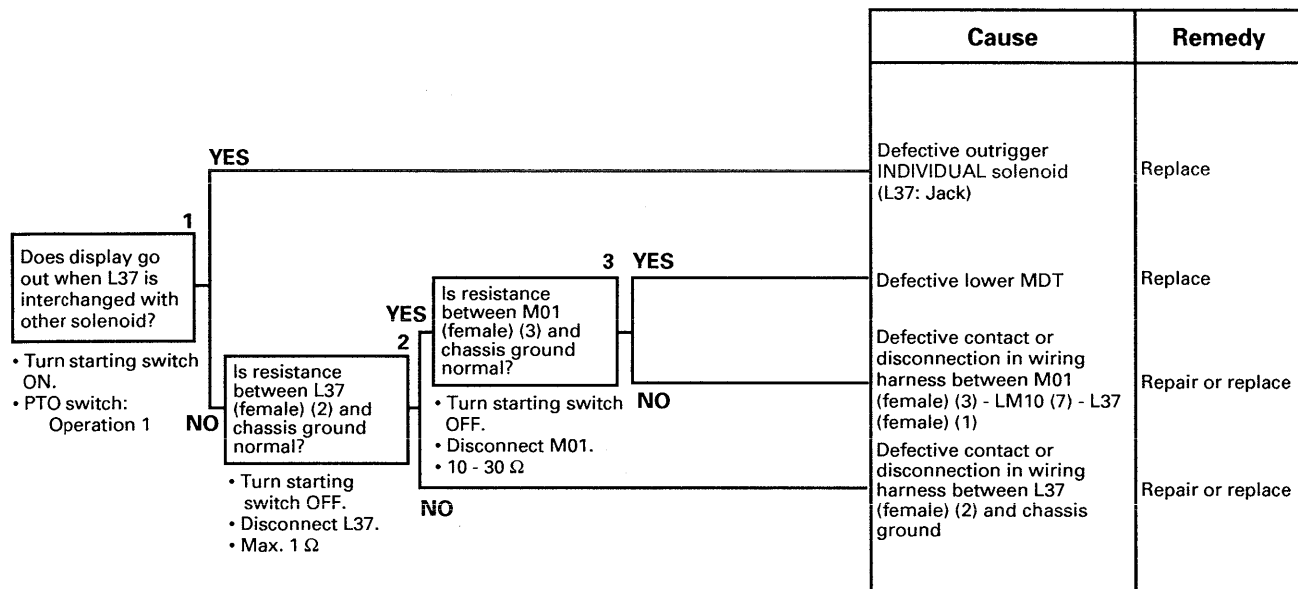 Cause
Remedy
YES
Defective outrigger
INDIVIDUAL solenoid
(L37: Jack)
Replace
1
Does display go
out when L37 is
interchanged with
other solenoid?
• Turn starting switch
ON.
• PTO switch:
Operation 1
NO
2
Is resistance
between L37
(female) (2) and
chassis ground
normal?
• Turn starting
switch OFF.
• Disconnect L37.
• Max. 1 Ω
YES
3
Is resistance
between M01
(female) (3) and
chassis ground
normal?
• Turn starting switch
OFF.
• Disconnect M01.
• 10 - 30 Ω
YES
Defective lower MDT
Replace
NO
Defective contact or
disconnection in wiring
harness between M01
(female) (3) - LM10 (7) - L37
(female) (1)
Repair or replace
NO
Defective contact or
disconnection in wiring
harness between L37
(female) (2) and chassis
ground
Repair or replace